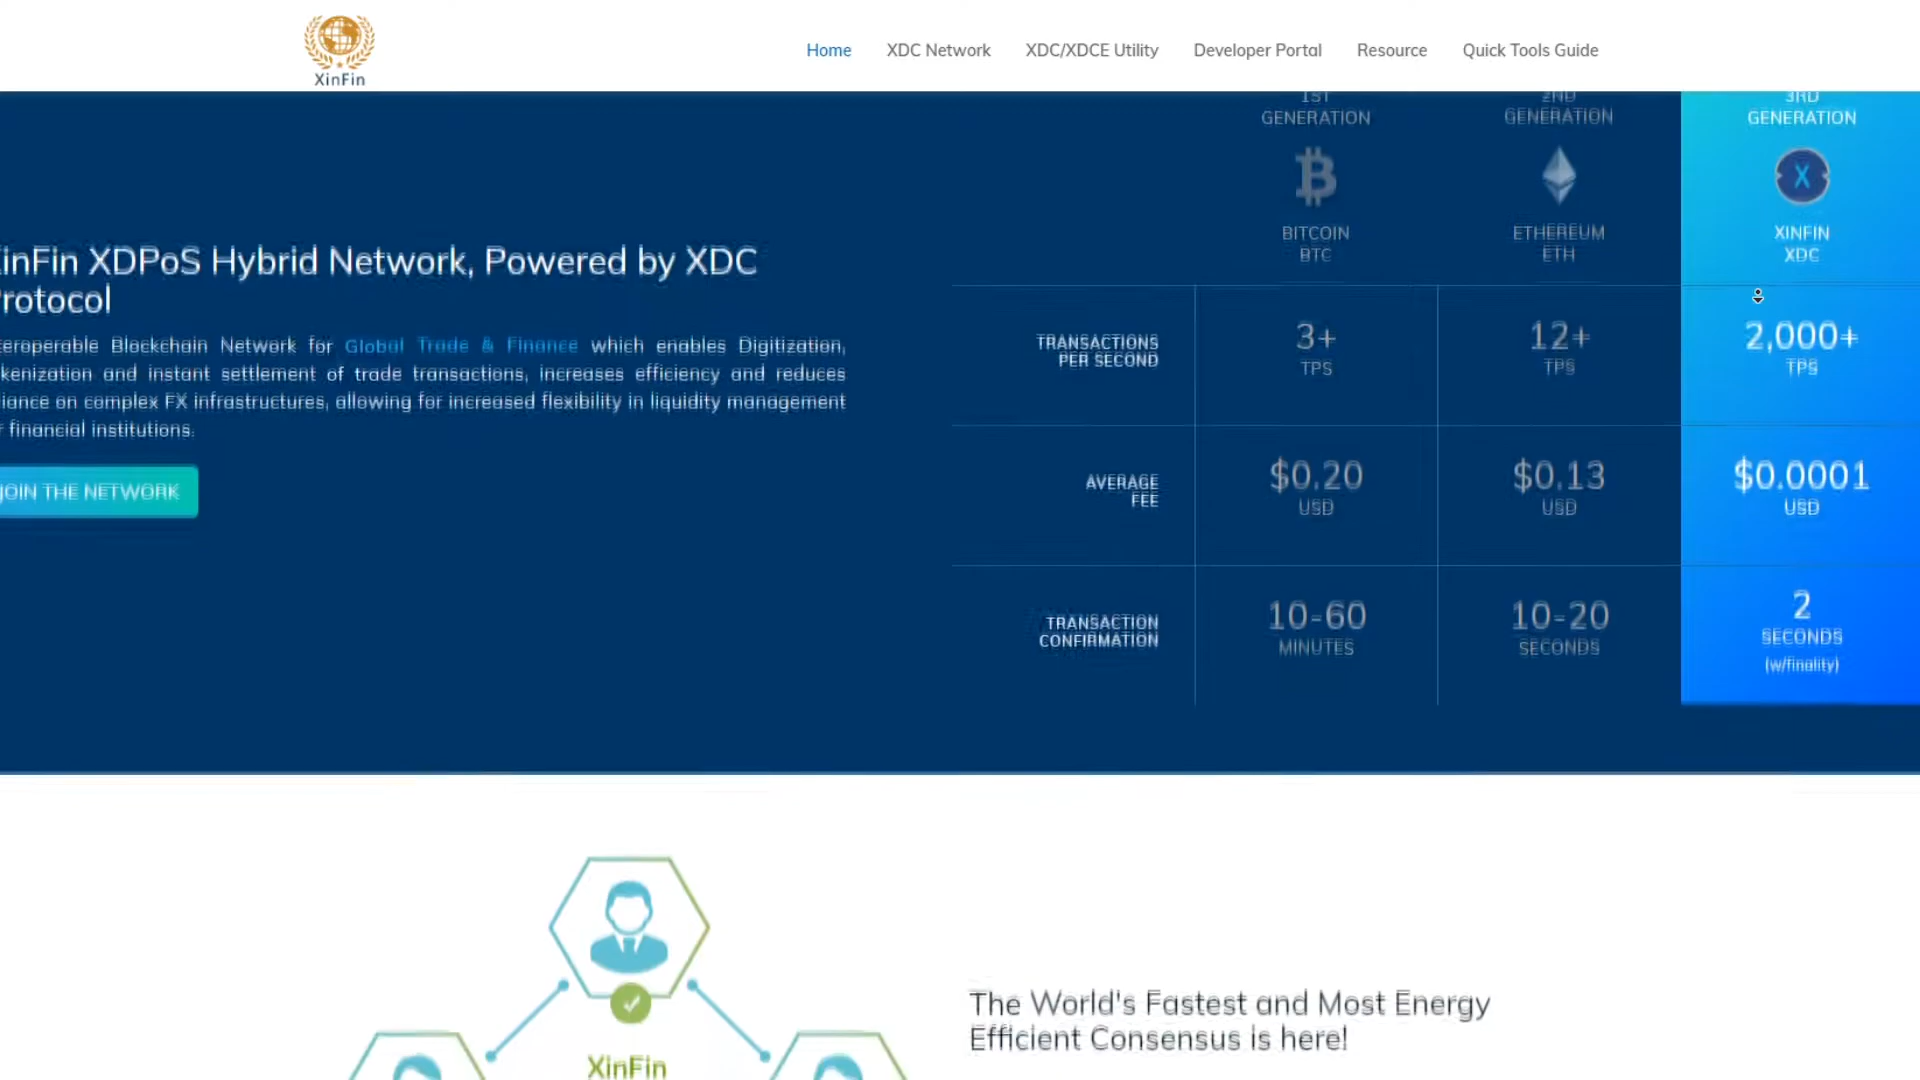 XinFin
Home XDC Network XDC/XDCE Utility Developer Portal Resource Quick Tools Guide
1ST
GENERATION
2ND
GENERATION
3RD
GENERATION
BITCOIN
BTC
ETHEREUM
ETH
XINFIN
XDC
inFin XDPoS Hybrid Network, Powered by XDC
rotocol
teroperable Blockchain Network for Global Trade & Finance which enables Digitization,
kenization and instant settlement of trade transactions, increases efficiency and reduces
liance on complex FX infrastructures, allowing for increased flexibility in liquidity management
r financial institutions.
JOIN THE NETWORK
TRANSACTIONS
PER SECOND
3+
TPS
12+
TPS
2,000+
TPS
AVERAGE
FEE
$0.20
USD
$0.13
USD
$0.0001
USD
TRANSACTION
CONFIRMATION
10-60
MINUTES
10-20
SECONDS
2
SECONDS
(w/finality)
XinFin
The World's Fastest and Most Energy
Efficient Consensus is here!